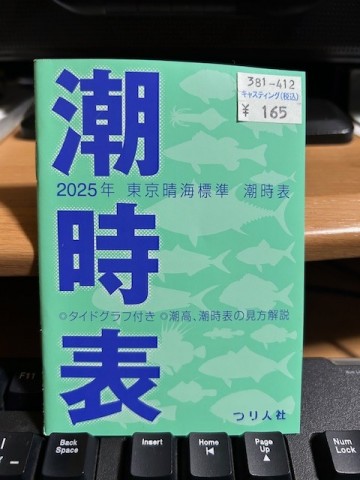 381-412
キャスティング(税込)
¥ 165
潮時表
2025年 東京晴海標準 潮時表
◎タイドグラフ付き ◎潮高、潮時表の見方解説
つり人社
F11
Back
Space
Insert
Home
Page
Up
Num
Lock